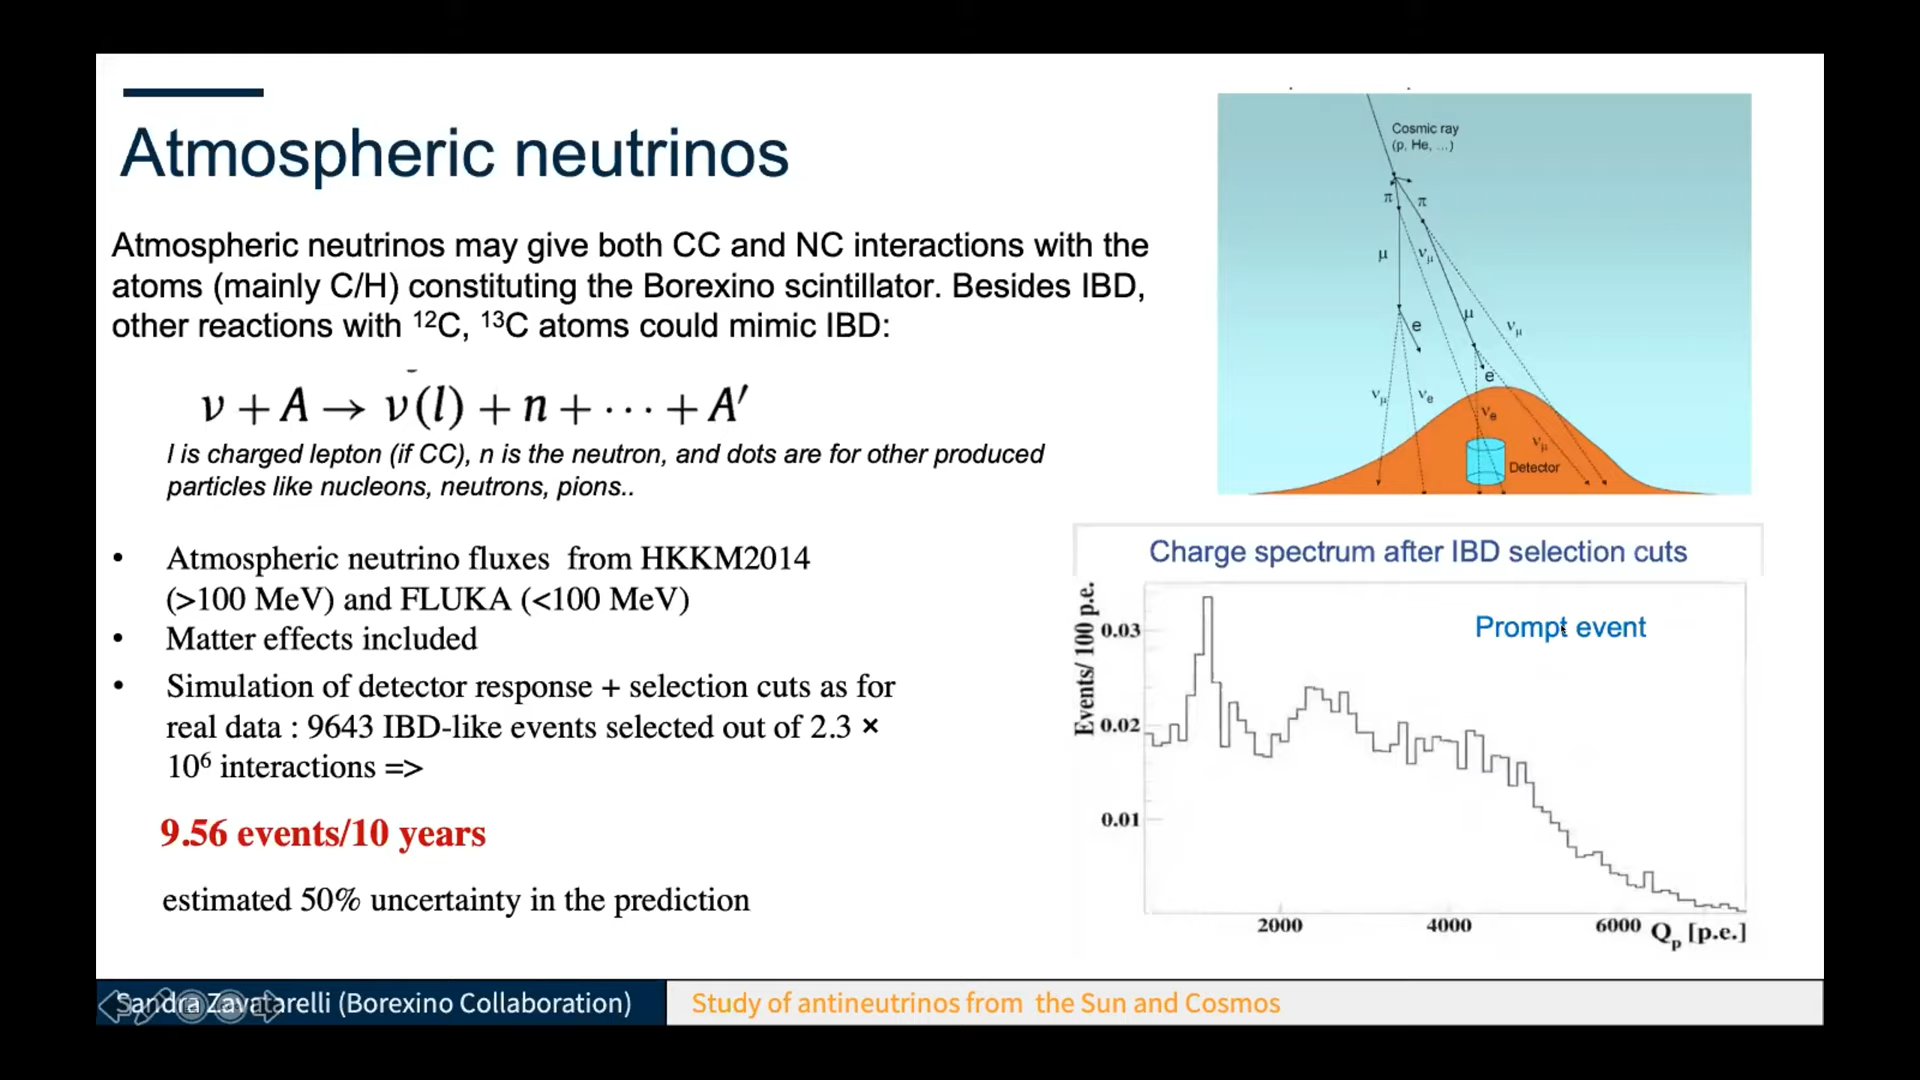 Atmospheric neutrinos
Atmospheric neutrinos may give both CC and NC interactions with the
atoms (mainly C/H) constituting the Borexino scintillator. Besides IBD,
other reactions with ¹²C, ¹³C atoms could mimic IBD:
ν + A → ν(l) + n + ··· + A′
l is charged lepton (if CC), n is the neutron, and dots are for other produced
particles like nucleons, neutrons, pions..
• Atmospheric neutrino fluxes from HKKM2014
(>100 MeV) and FLUKA (<100 MeV)
• Matter effects included
• Simulation of detector response + selection cuts as for
real data : 9643 IBD-like events selected out of 2.3 ×
10⁶ interactions =>
9.56 events/10 years
estimated 50% uncertainty in the prediction
Cosmic ray
(p, He, ...)
π π
μ νμ
μ νμ
e
e
νμ νe
νe
νμ
Detector
Charge spectrum after IBD selection cuts
Prompt event
Events/ 100 p.e.
0.03
0.02
0.01
2000 4000 6000 Qp [p.e.]
Sandra Zavatarelli (Borexino Collaboration)
Study of antineutrinos from the Sun and Cosmos